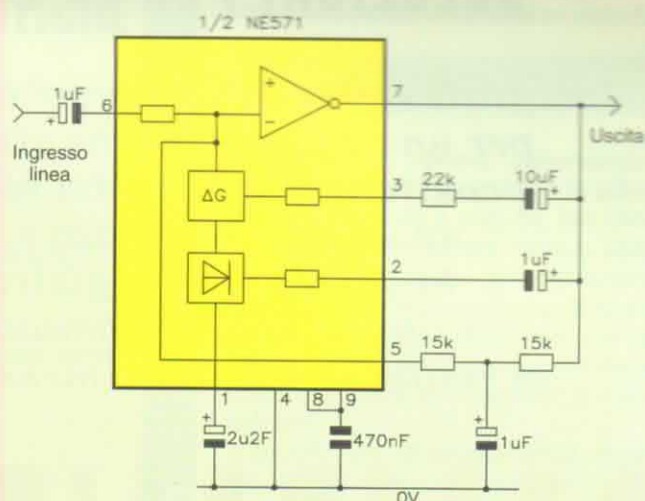 1/2 NE571
1uF
+
6
Ingresso
linea
+
−
7
Uscita
ΔG
3
22k
10uF
+
2
1uF
+
5
15k
15k
1
4
8
9
+
2u2F
470nF
+
1uF
0V